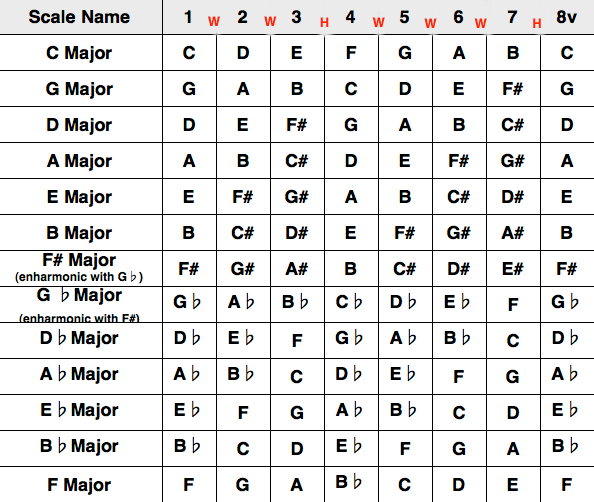 Scale Name 1 W 2 W 3 H 4 W 5 W 6 W 7 H 8v
C Major C D E F G A B C
G Major G A B C D E F# G
D Major D E F# G A B C# D
A Major A B C# D E F# G# A
E Major E F# G# A B C# D# E
B Major B C# D# E F# G# A# B
F# Major F# G# A# B C# D# E# F#
(enharmonic with G♭)
G ♭ Major G♭ A♭ B♭ C♭ D♭ E♭ F G♭
(enharmonic with F#)
D♭ Major D♭ E♭ F G♭ A♭ B♭ C D♭
A♭ Major A♭ B♭ C D♭ E♭ F G A♭
E♭ Major E♭ F G A♭ B♭ C D E♭
B♭ Major B♭ C D E♭ F G A B♭
F Major F G A B♭ C D E F